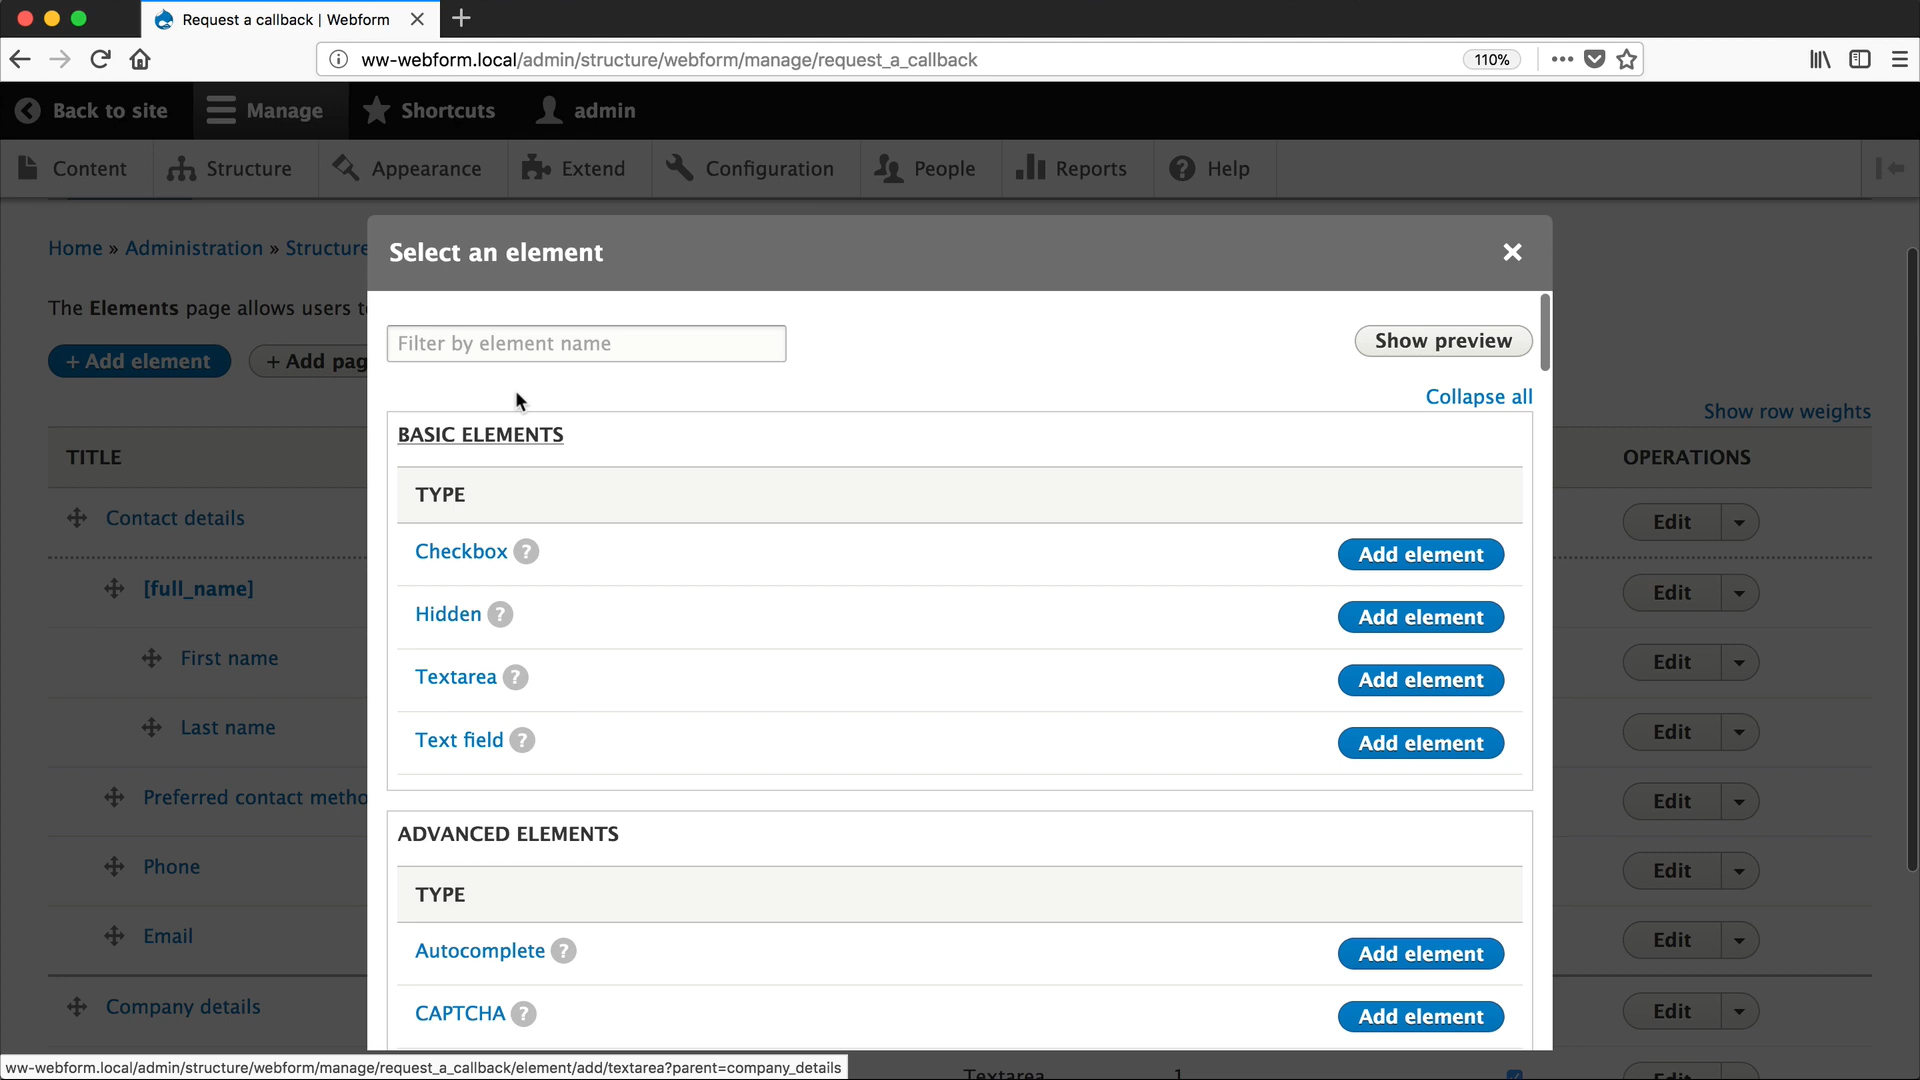 Request a callback | Webform
ww-webform.local/admin/structure/webform/manage/request_a_callback
110%
Back to site
Manage
Shortcuts
admin
Content
Structure
Appearance
Extend
Configuration
People
Reports
Help
Home » Administration » Structure
The Elements page allows users
+ Add element
+ Add
Show row weights
TITLE
OPERATIONS
Contact details
Edit
[full_name]
Edit
First name
Edit
Last name
Edit
Preferred contact
Edit
Phone
Edit
Email
Edit
Company details
Edit
Select an element
Filter by element name
Show preview
Collapse all
BASIC ELEMENTS
TYPE
Checkbox ?
Add element
Hidden ?
Add element
Textarea ?
Add element
Text field ?
Add element
ADVANCED ELEMENTS
TYPE
Autocomplete ?
Add element
CAPTCHA ?
Add element
ww-webform.local/admin/structure/webform/manage/request_a_callback/element/add/textarea?parent=company_details
Textarea
1